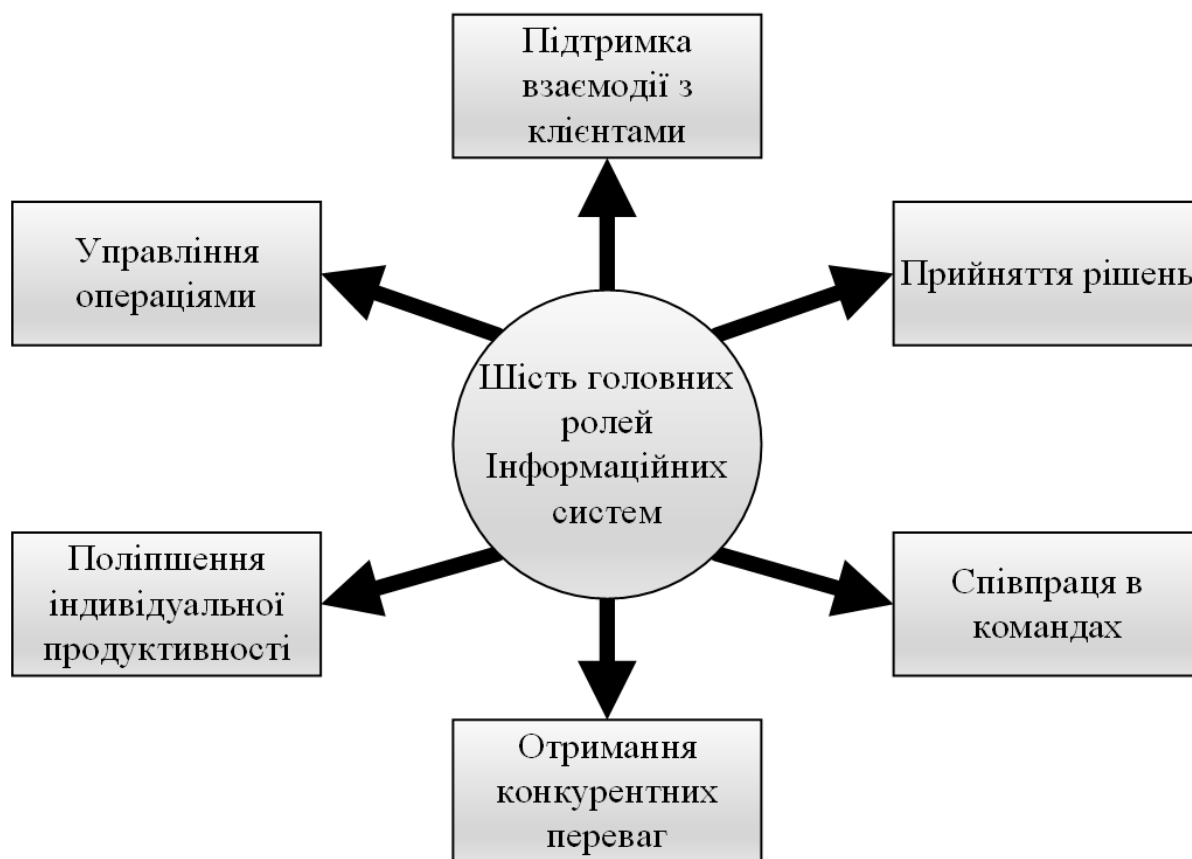 Підтримка
взаємодії з
клієнтами
Управління
операціями
Прийняття рішень
Шість головних
ролей
Інформаційних
систем
Поліпшення
індивідуальної
продуктивності
Співпраця в
командах
Отримання
конкурентних
переваг